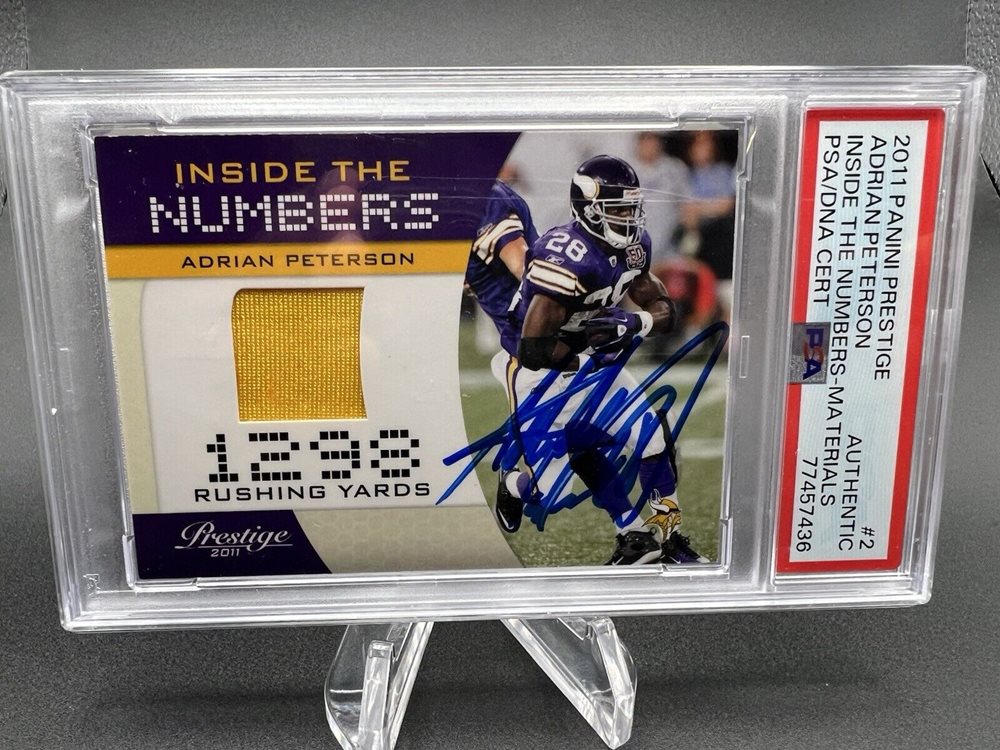 INSIDE THE
NUMBERS
ADRIAN PETERSON
1298
RUSHING YARDS
Prestige
2011
28
28
2011 PANINI PRESTIGE #2
ADRIAN PETERSON
INSIDE THE NUMBERS-MATERIALS AUTHENTIC
PSA/DNA CERT 77457436
PSA